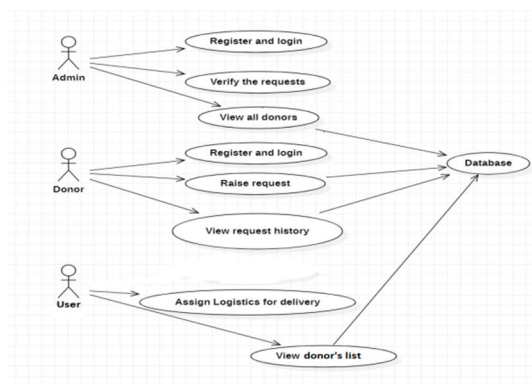 Register and login
Admin
Verify the requests
View all donors
Register and login
Database
Donor
Raise request
View request history
User
Assign Logistics for delivery
View donor's list